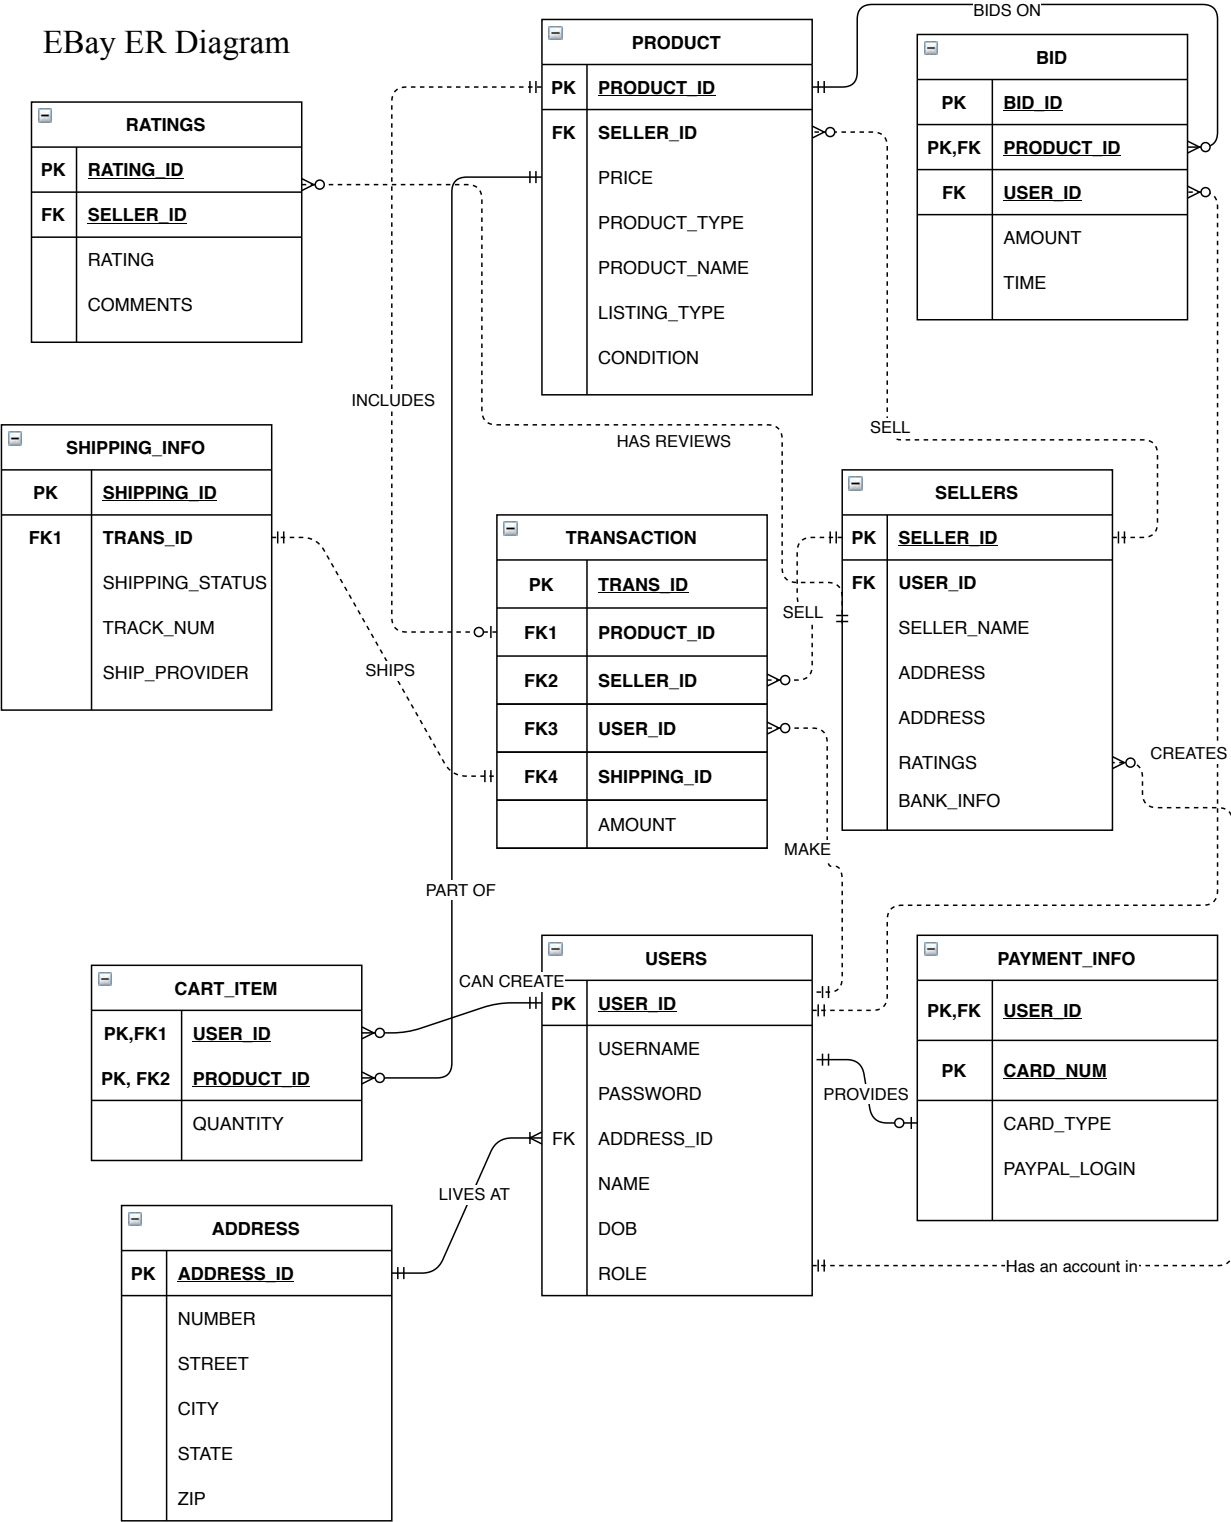 EBay ER Diagram
BIDS ON
PRODUCT
PK PRODUCT_ID
FK SELLER_ID
PRICE
PRODUCT_TYPE
PRODUCT_NAME
LISTING_TYPE
CONDITION
BID
PK BID_ID
PK,FK PRODUCT_ID
FK USER_ID
AMOUNT
TIME
RATINGS
PK RATING_ID
FK SELLER_ID
RATING
COMMENTS
INCLUDES
HAS REVIEWS
SELL
SHIPPING_INFO
PK SHIPPING_ID
FK1 TRANS_ID
SHIPPING_STATUS
TRACK_NUM
SHIP_PROVIDER
SHIPS
TRANSACTION
PK TRANS_ID
FK1 PRODUCT_ID
FK2 SELLER_ID
FK3 USER_ID
FK4 SHIPPING_ID
AMOUNT
SELL
SELLERS
PK SELLER_ID
FK USER_ID
SELLER_NAME
ADDRESS
ADDRESS
RATINGS
BANK_INFO
CREATES
MAKE
PART OF
CAN CREATE
CART_ITEM
PK,FK1 USER_ID
PK, FK2 PRODUCT_ID
QUANTITY
USERS
PK USER_ID
USERNAME
PASSWORD
FK ADDRESS_ID
NAME
DOB
ROLE
PROVIDES
PAYMENT_INFO
PK,FK USER_ID
PK CARD_NUM
CARD_TYPE
PAYPAL_LOGIN
LIVES AT
Has an account in
ADDRESS
PK ADDRESS_ID
NUMBER
STREET
CITY
STATE
ZIP